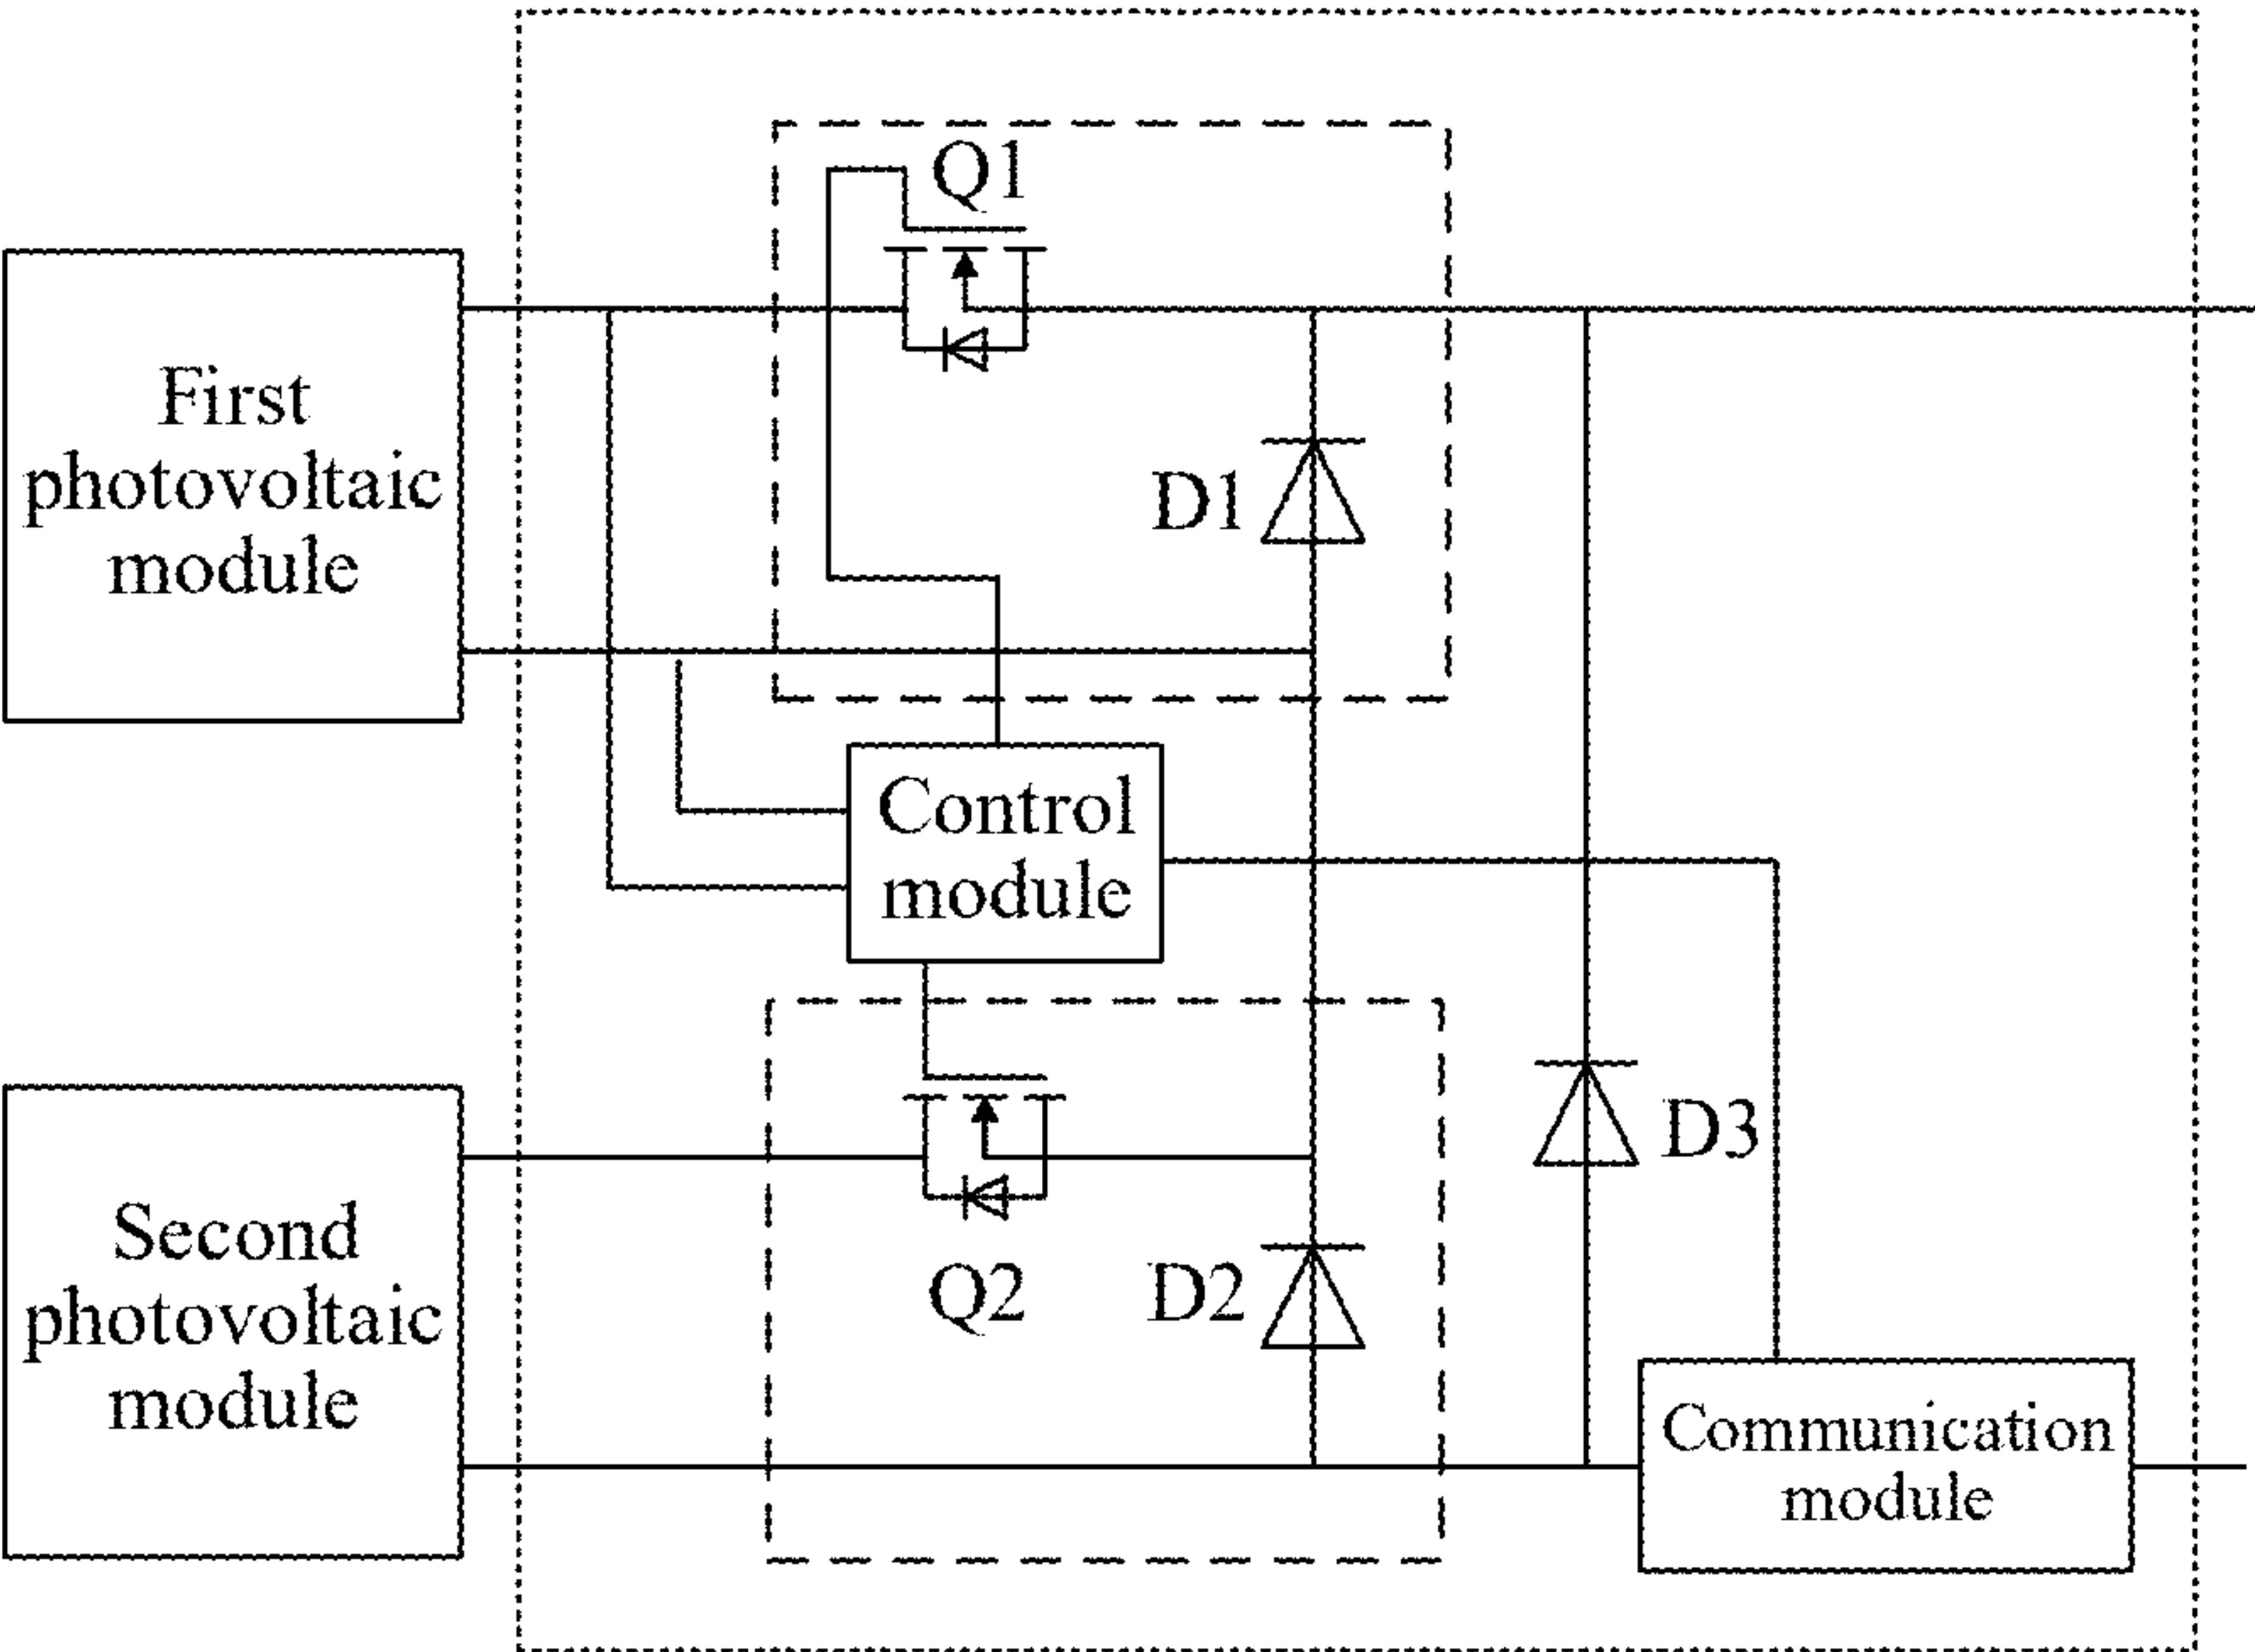 Q1
First
photovoltaic
module
D1
Control
module
D3
Second
photovoltaic
module
Q2
D2
Communication
module